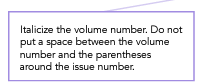 Italicize the volume number. Do not
put a space between the volume
number and the parentheses
around the issue number.